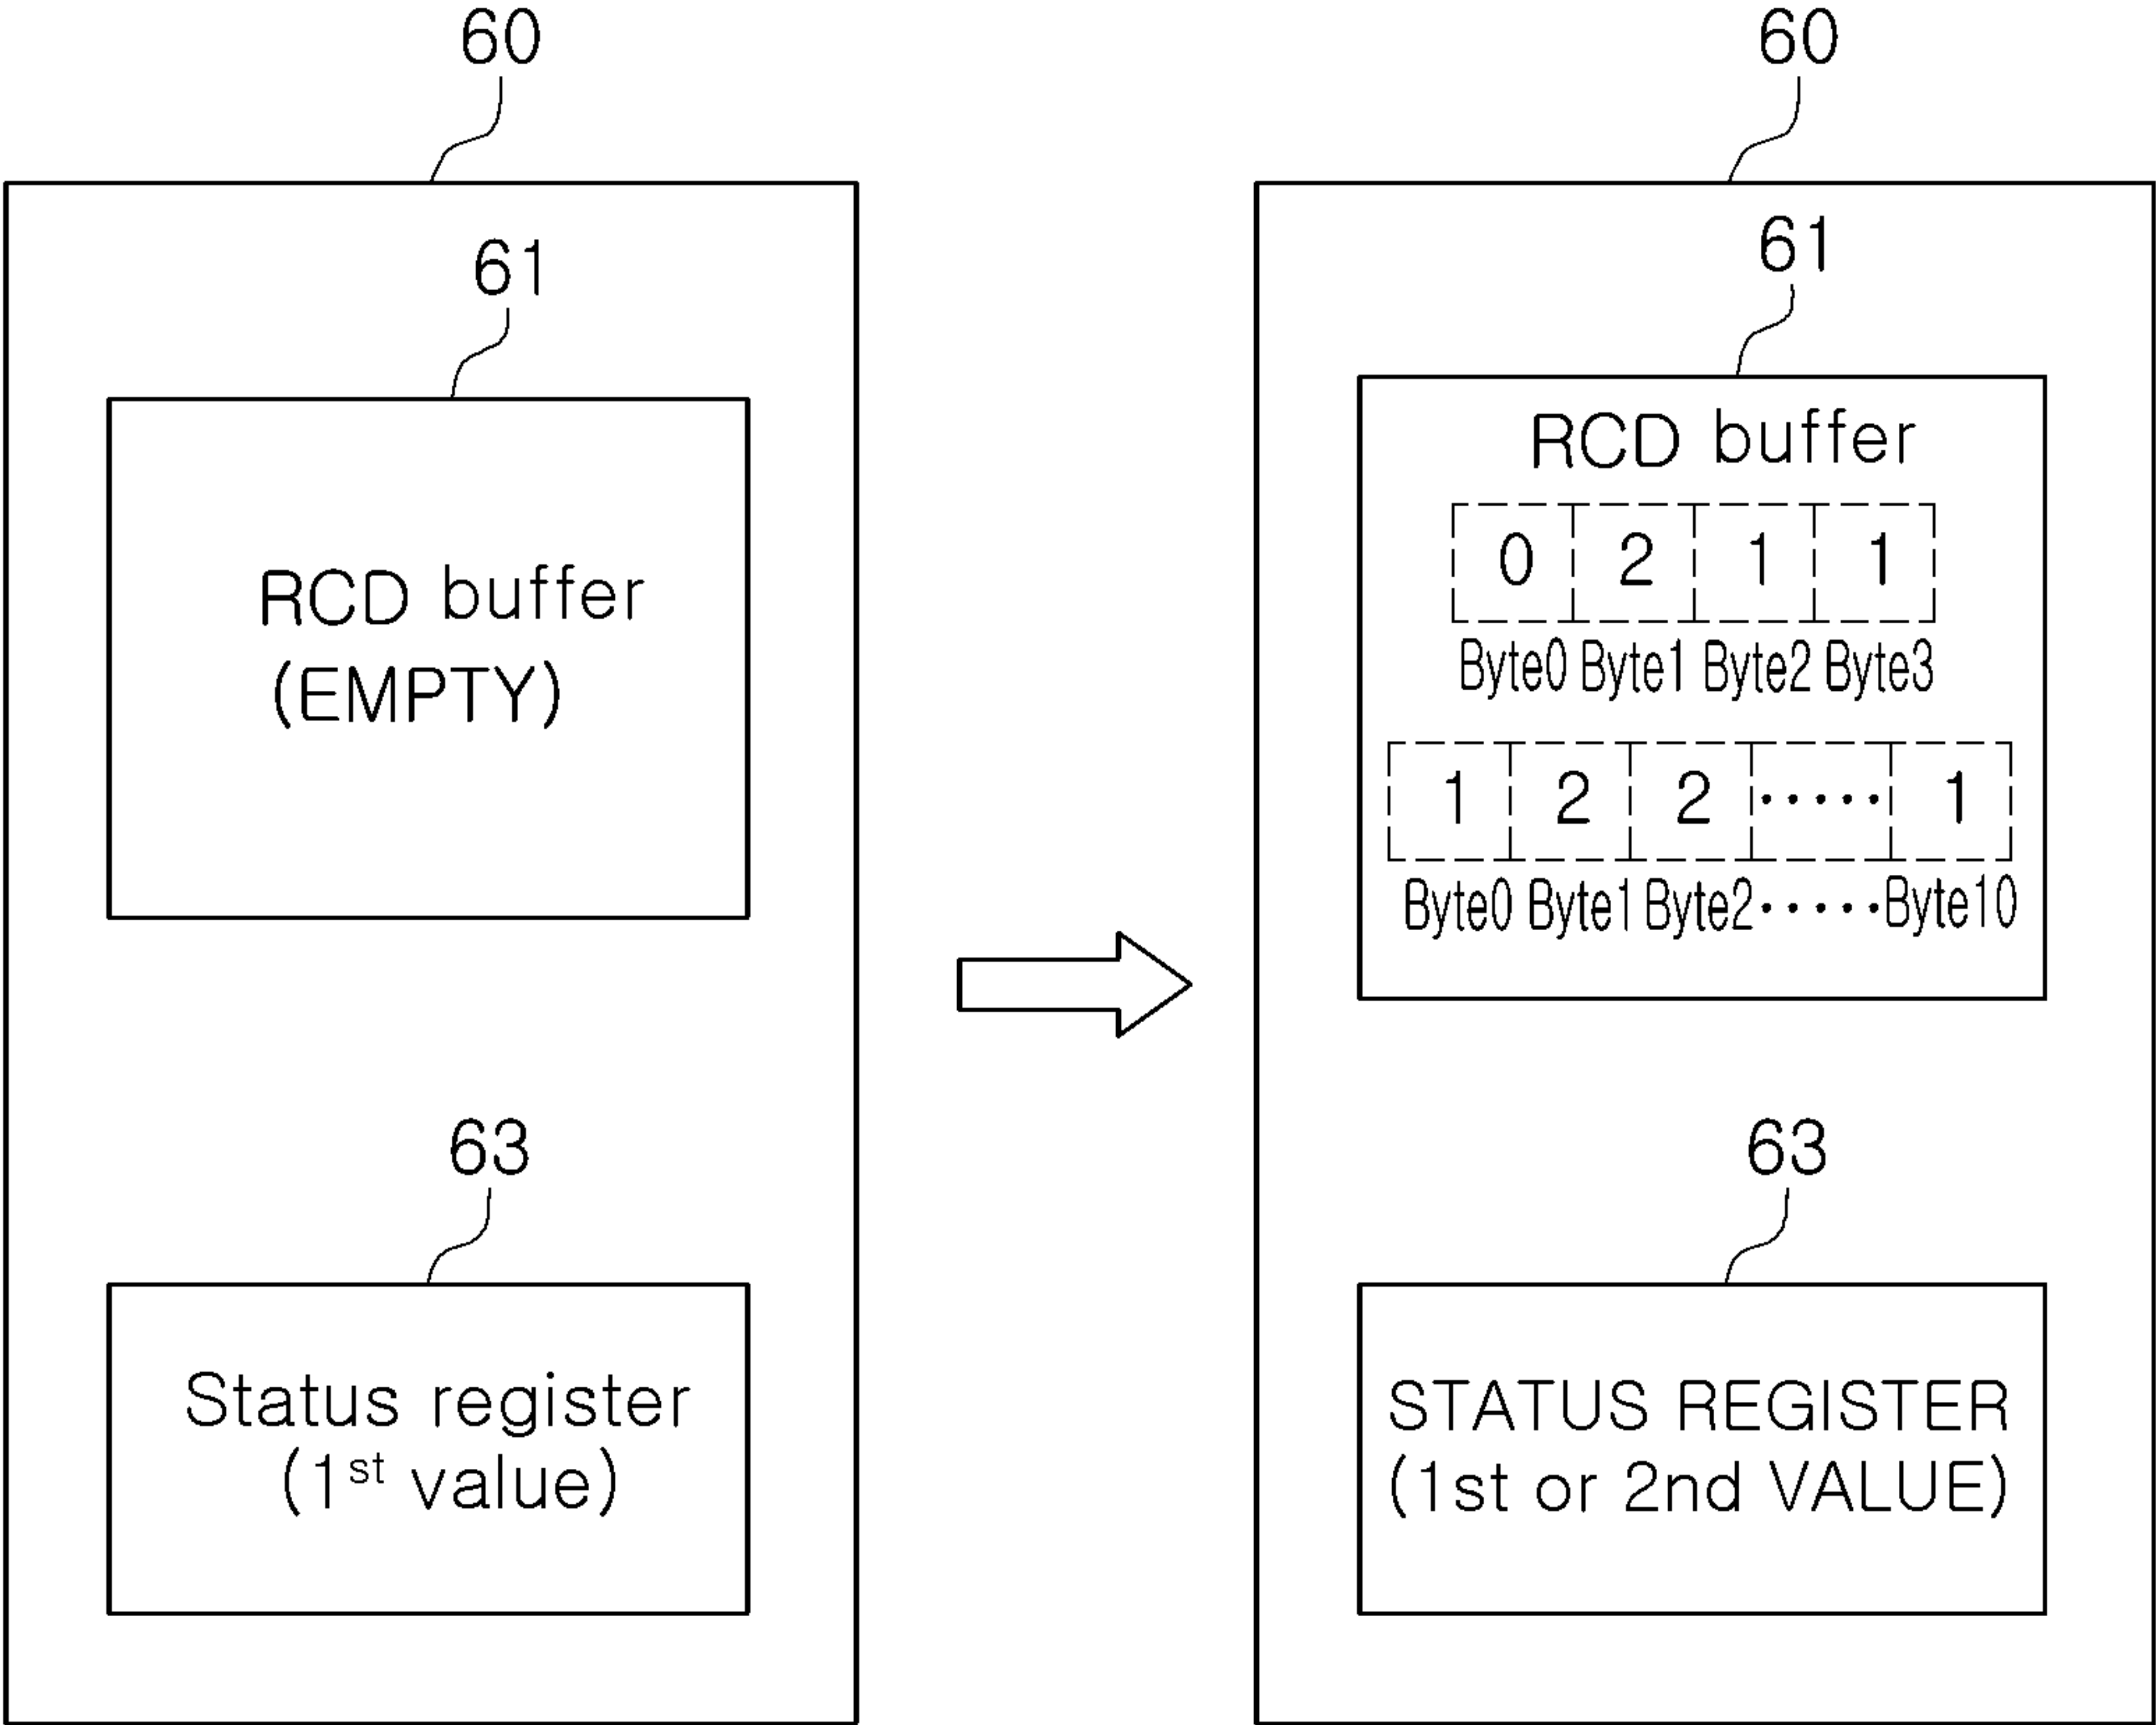 60
61
RCD buffer
(EMPTY)
63
Status register
(1st value)
60
61
RCD buffer
0 2 1 1
Byte0 Byte1 Byte2 Byte3
1 2 2 ····· 1
Byte0 Byte1 Byte2 ····· Byte10
63
STATUS REGISTER
(1st or 2nd VALUE)